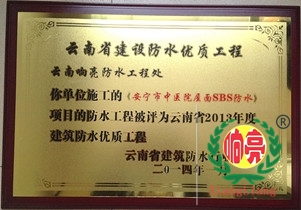 云南省建设防水优质工程
云南响亮防水工程处
你单位施工的《安宁市中医院屋面SBS防水》
项目的防水工程被评为云南省2013年度
建筑防水优质工程
云南省建筑防水
二〇一四年一月
响亮
®